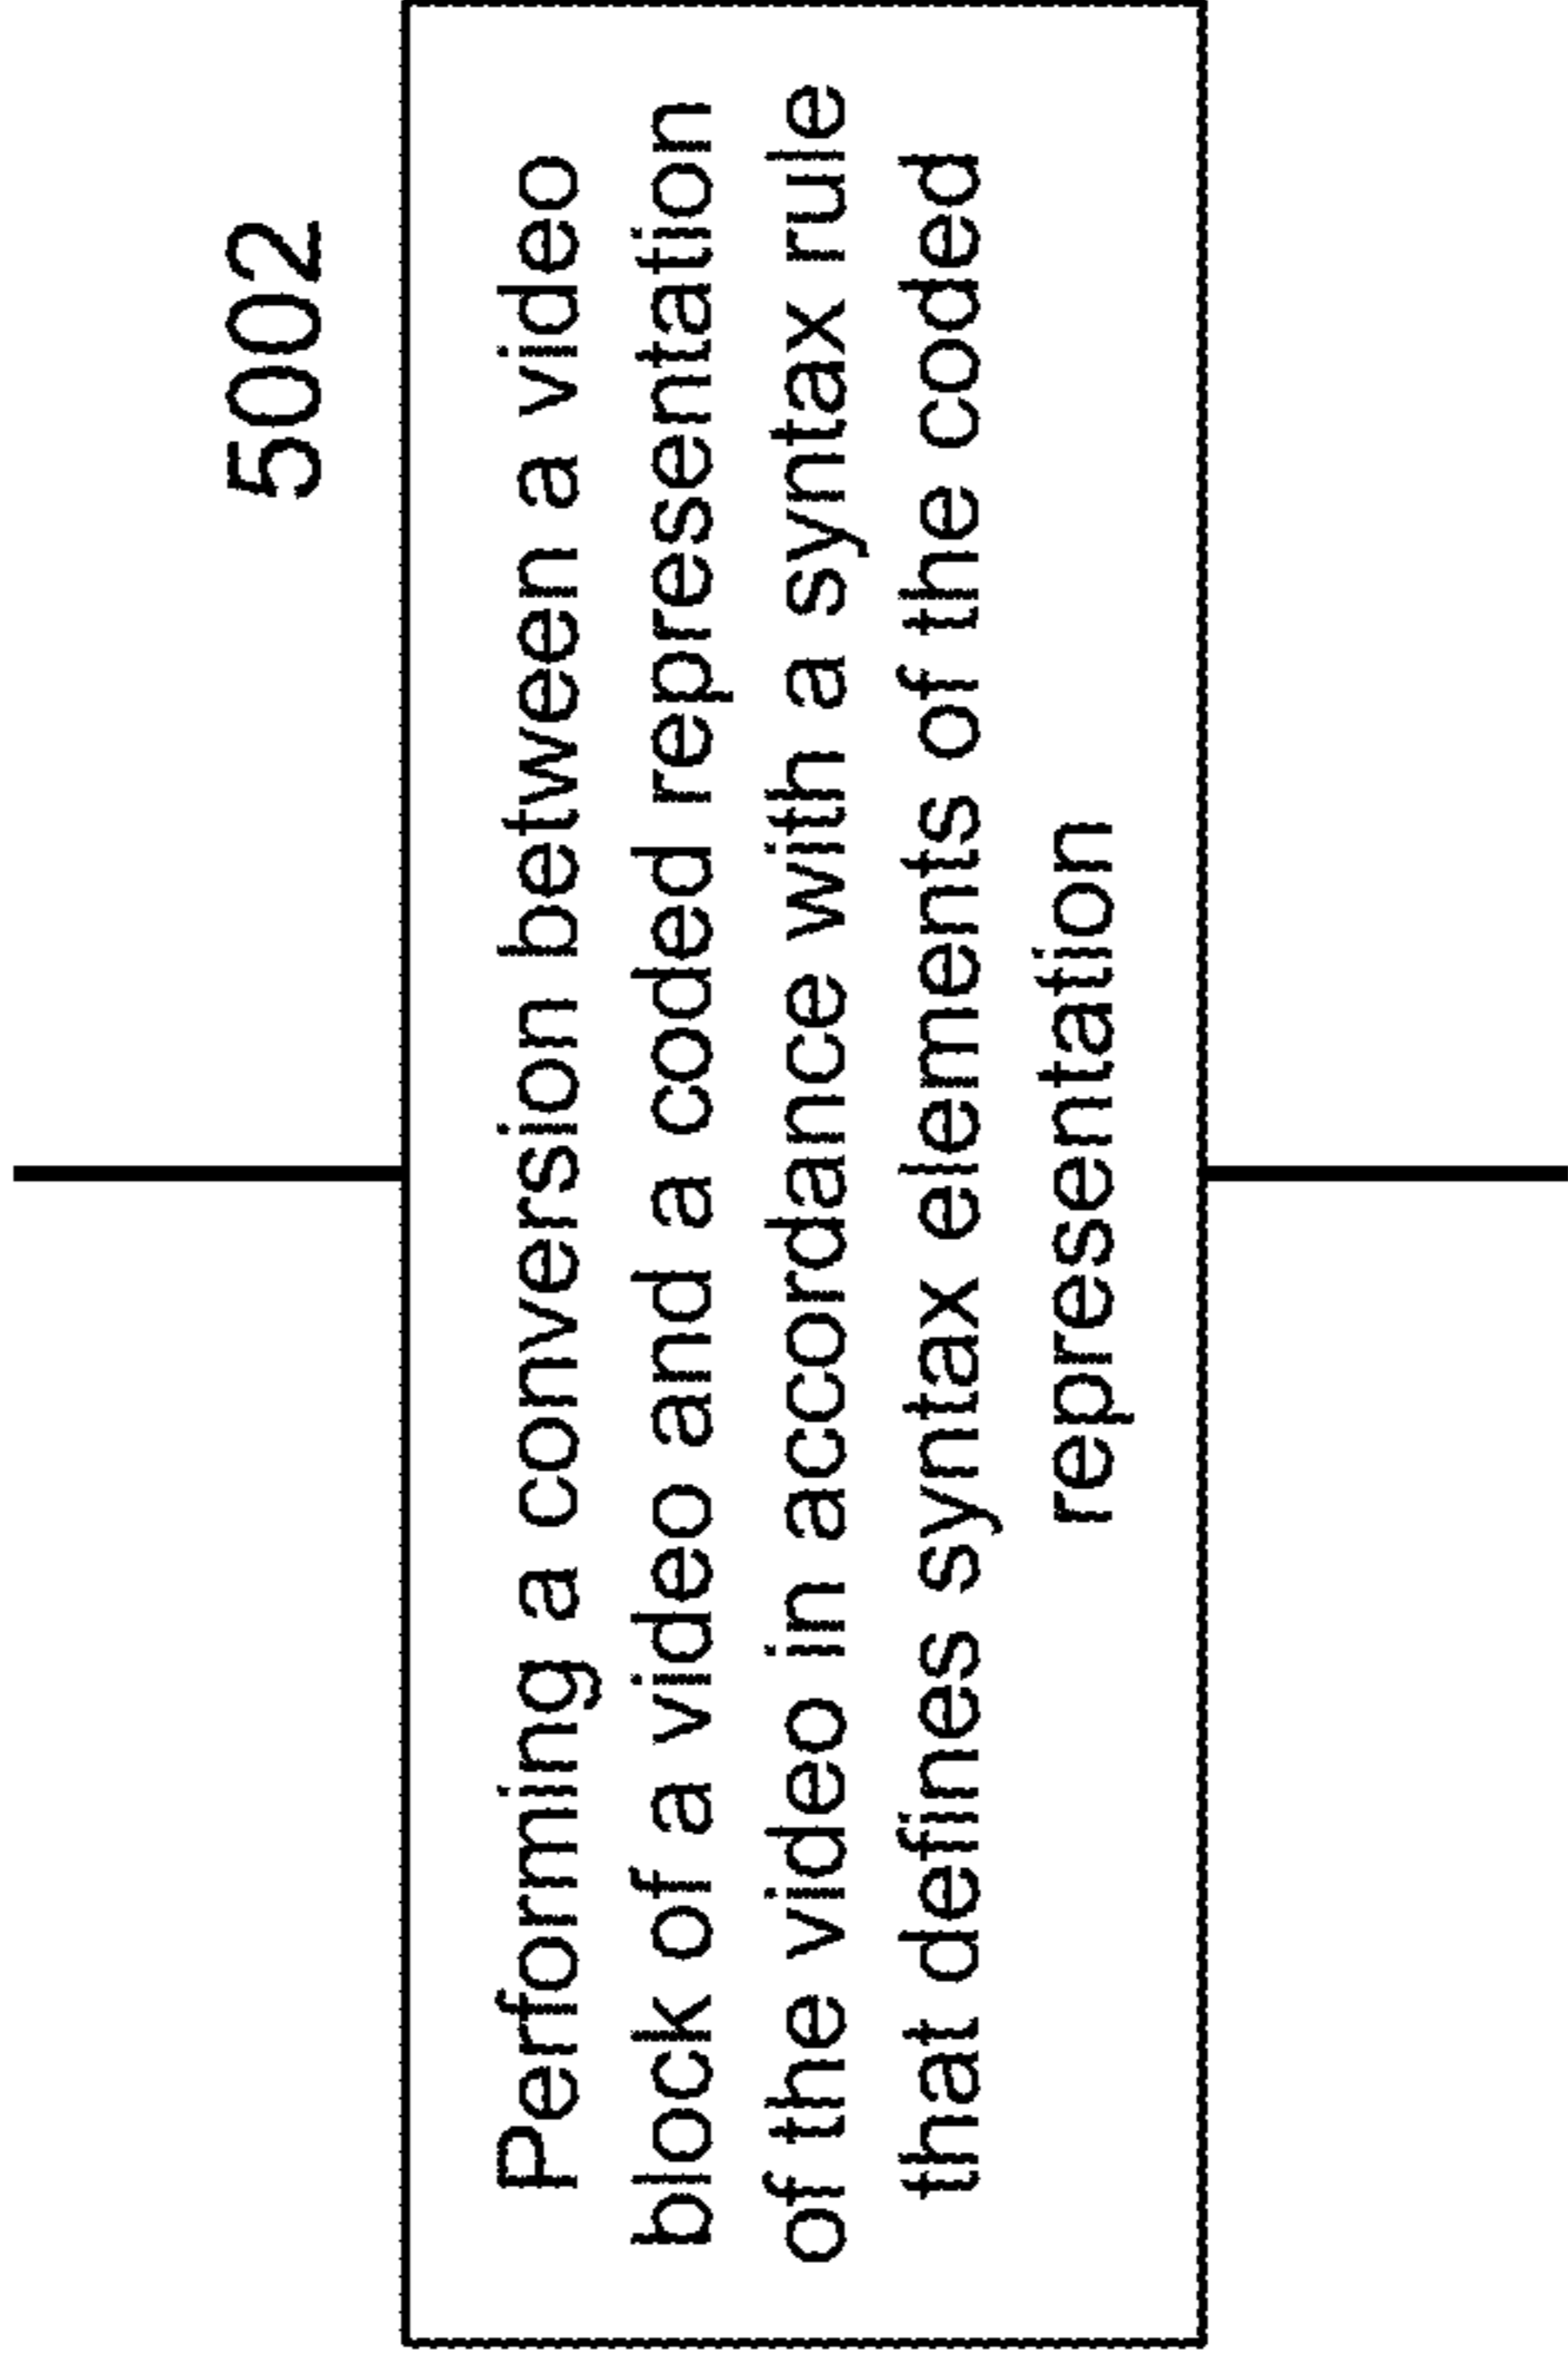 5002
Performing a conversion between a video
block of a video and a coded representation
of the video in accordance with a syntax rule
that defines syntax elements of the coded
representation